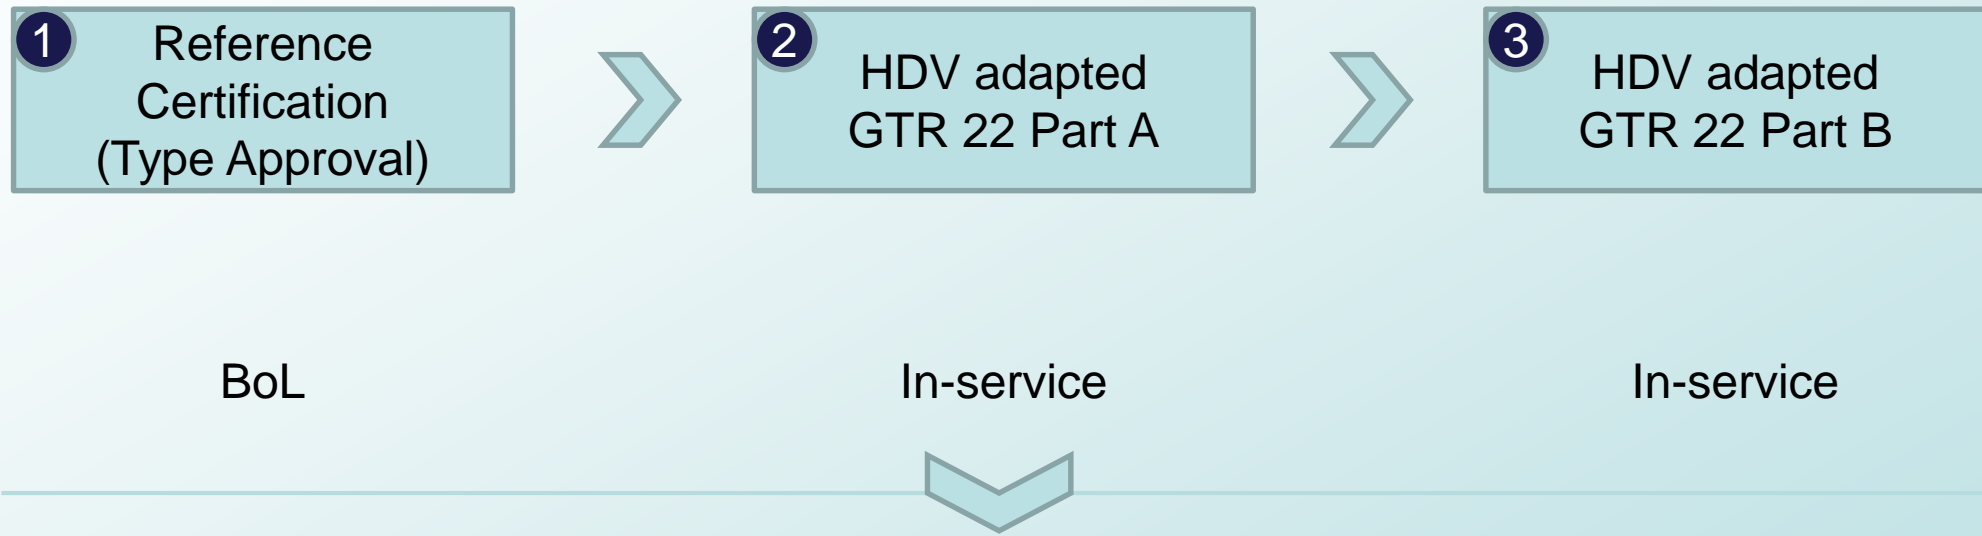 1
Reference
Certification
(Type Approval)
2
HDV adapted
GTR 22 Part A
3
HDV adapted
GTR 22 Part B
BoL
In-service
In-service